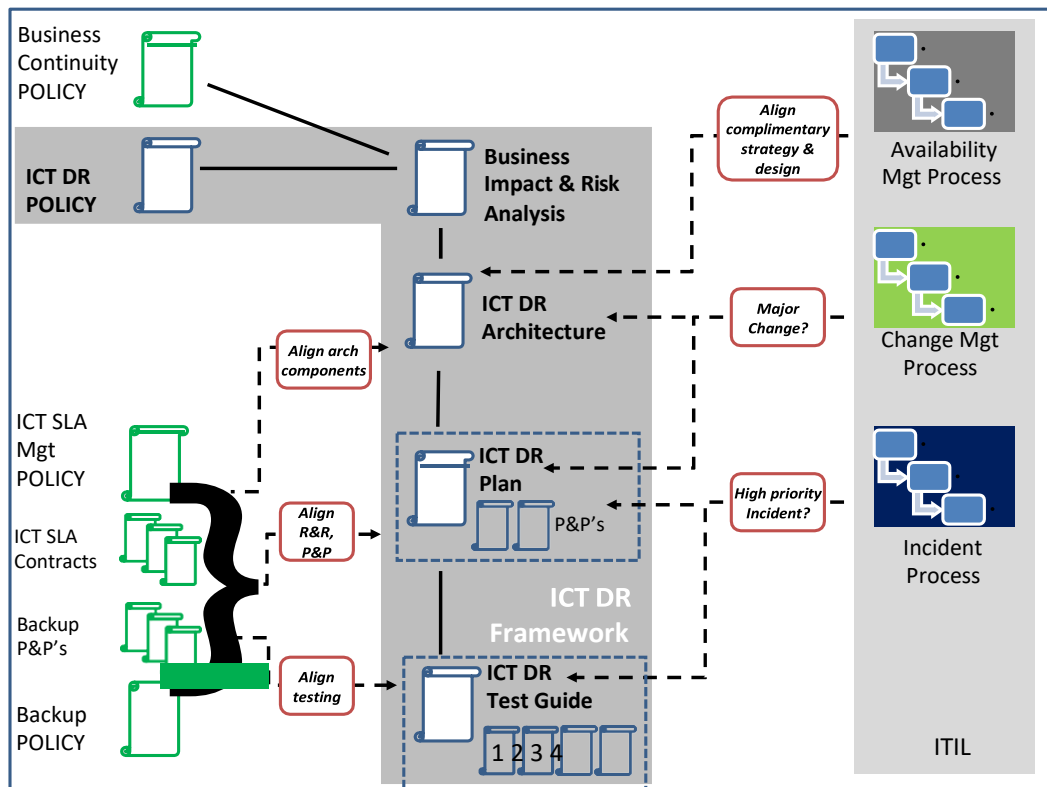 Business
Continuity
POLICY
ICT DR
POLICY
Business
Impact & Risk
Analysis
Align
complimentary
strategy &
design
Availability
Mgt Process
ICT DR
Architecture
Major
Change?
Change Mgt
Process
Align arch
components
ICT SLA
Mgt
POLICY
ICT DR
Plan
P&P's
High priority
Incident?
Incident
Process
ICT SLA
Contracts
Align
R&R,
P&P
ICT DR
Framework
Backup
P&P's
Align
testing
ICT DR
Test Guide
1 2 3 4
Backup
POLICY
ITIL